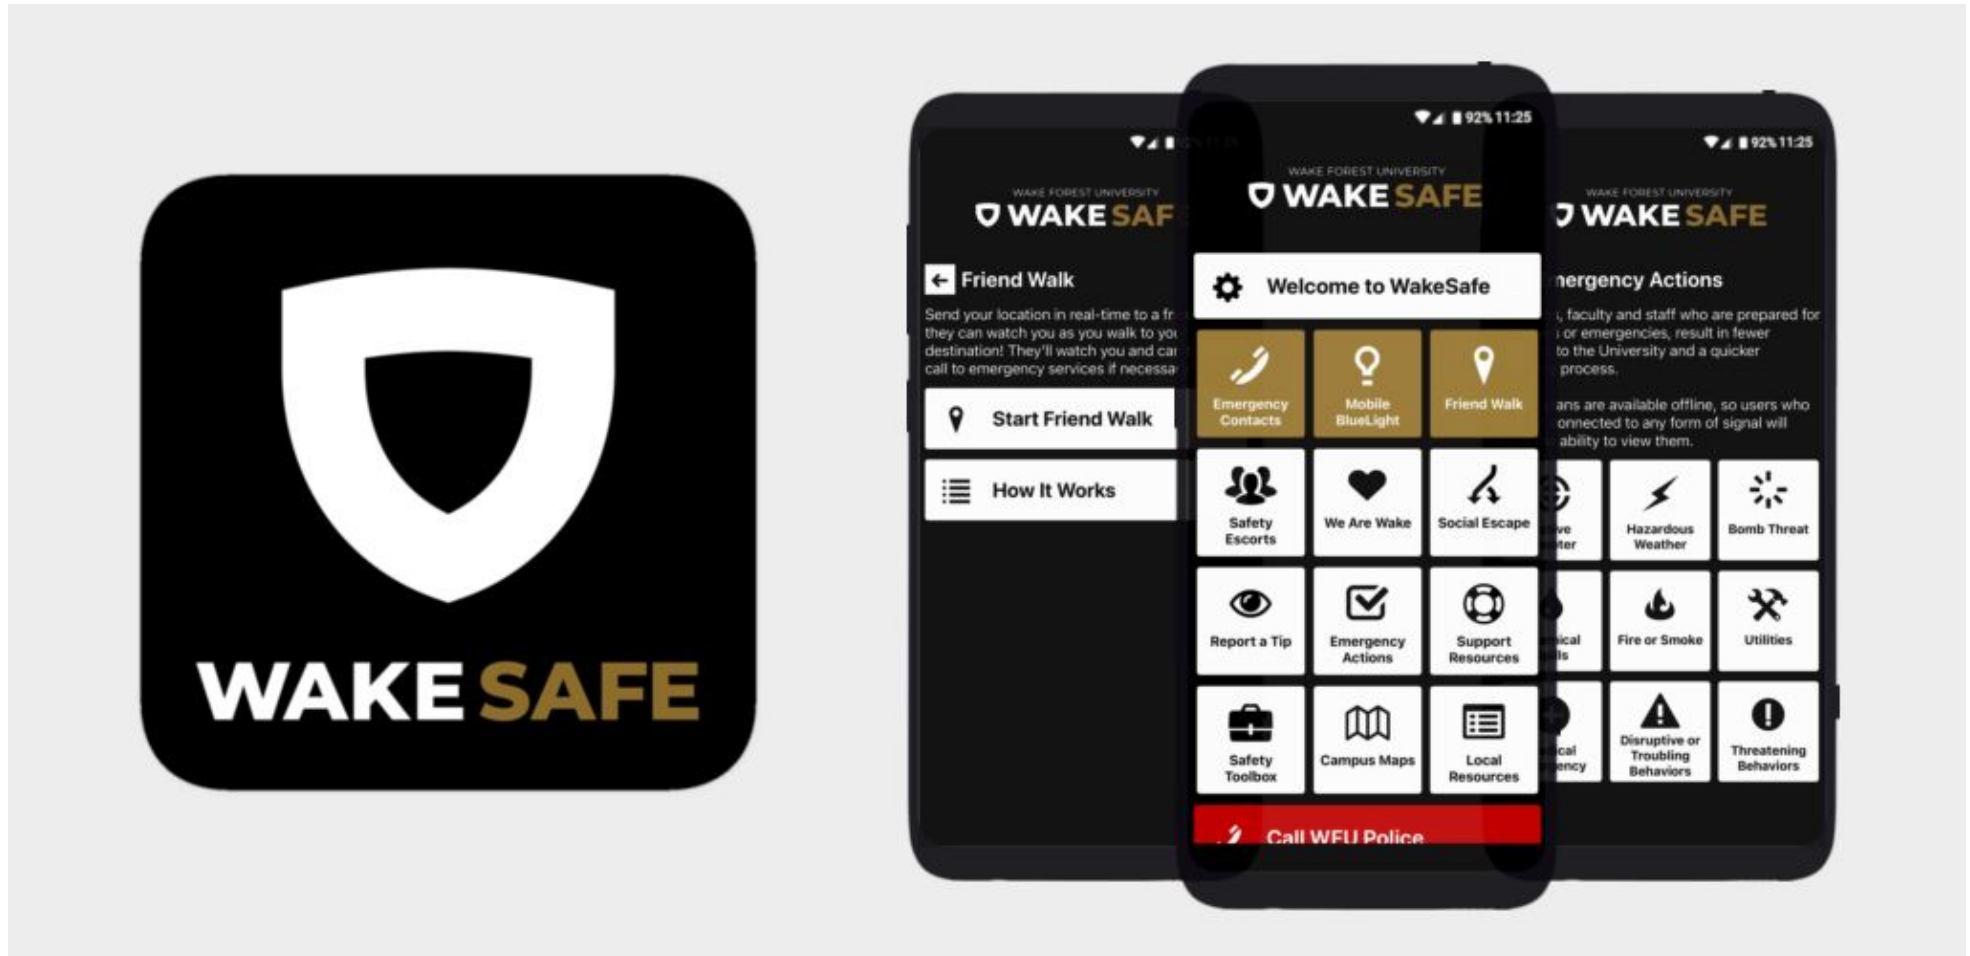 WAKE SAFE
WAKE FOREST UNIVERSITY
WAKE SAF
Friend Walk
Send your location in real-time to a
they can watch you as you walk to
destination! They'll watch you and
call to emergency services if
Start Friend Walk
How It Works
92% 11:25
WAKE FOREST UNIVERSITY
WAKE SAFE
Welcome to WakeSafe
Emergency
Contacts
Mobile
BlueLight
Friend Walk
Safety
Escorts
We Are Wake
Social Escape
Report a Tip
Emergency
Actions
Support
Resources
Safety
Toolbox
Campus Maps
Local
Resources
Call WFU Police
92% 11:25
WAKE FOREST UNIVERSITY
WAKE SAFE
Actions
faculty and staff who are prepared for
or emergencies, result in fewer
to the University and a quicker
process.
are available offline, so users who
connected to any form of signal will
ability to view them.
Hazardous
Weather
Bomb Threat
Fire or Smoke
Utilities
Disruptive or
Troubling
Behaviors
Threatening
Behaviors